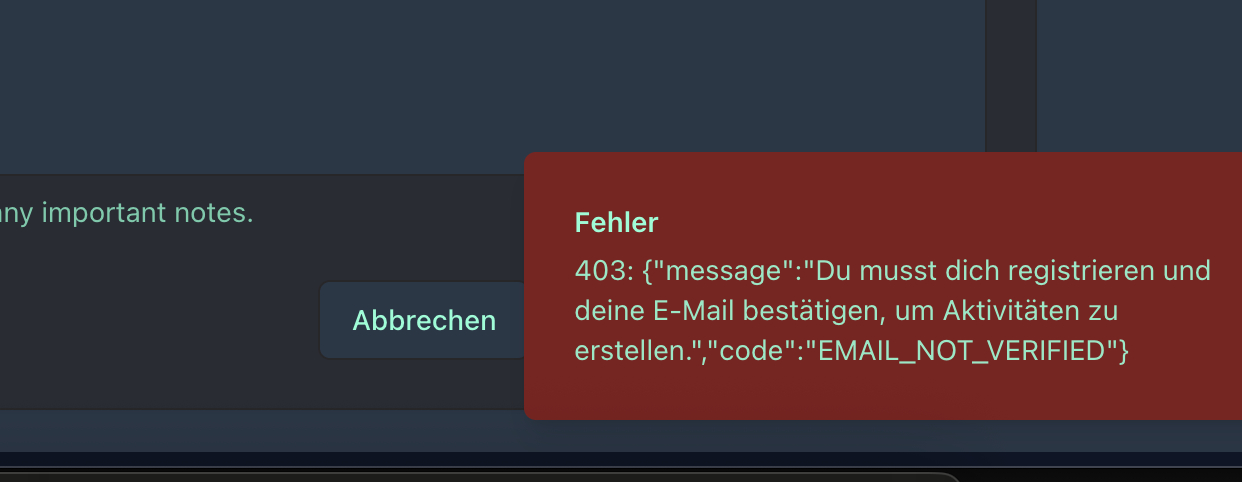 any important notes.
Abbrechen
Fehler
403: {"message":"Du musst dich registrieren und
deine E-Mail bestätigen, um Aktivitäten zu
erstellen.","code":"EMAIL_NOT_VERIFIED"}